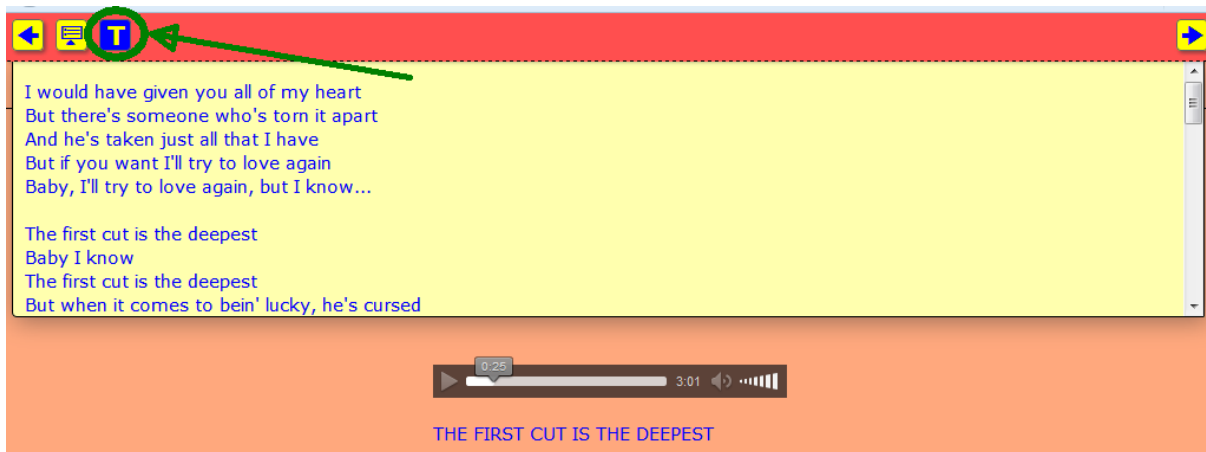 T
I would have given you all of my heart
But there's someone who's torn it apart
And he's taken just all that I have
But if you want I'll try to love again
Baby, I'll try to love again, but I know...
The first cut is the deepest
Baby I know
The first cut is the deepest
But when it comes to bein' lucky, he's cursed
0:25
3:01
THE FIRST CUT IS THE DEEPEST